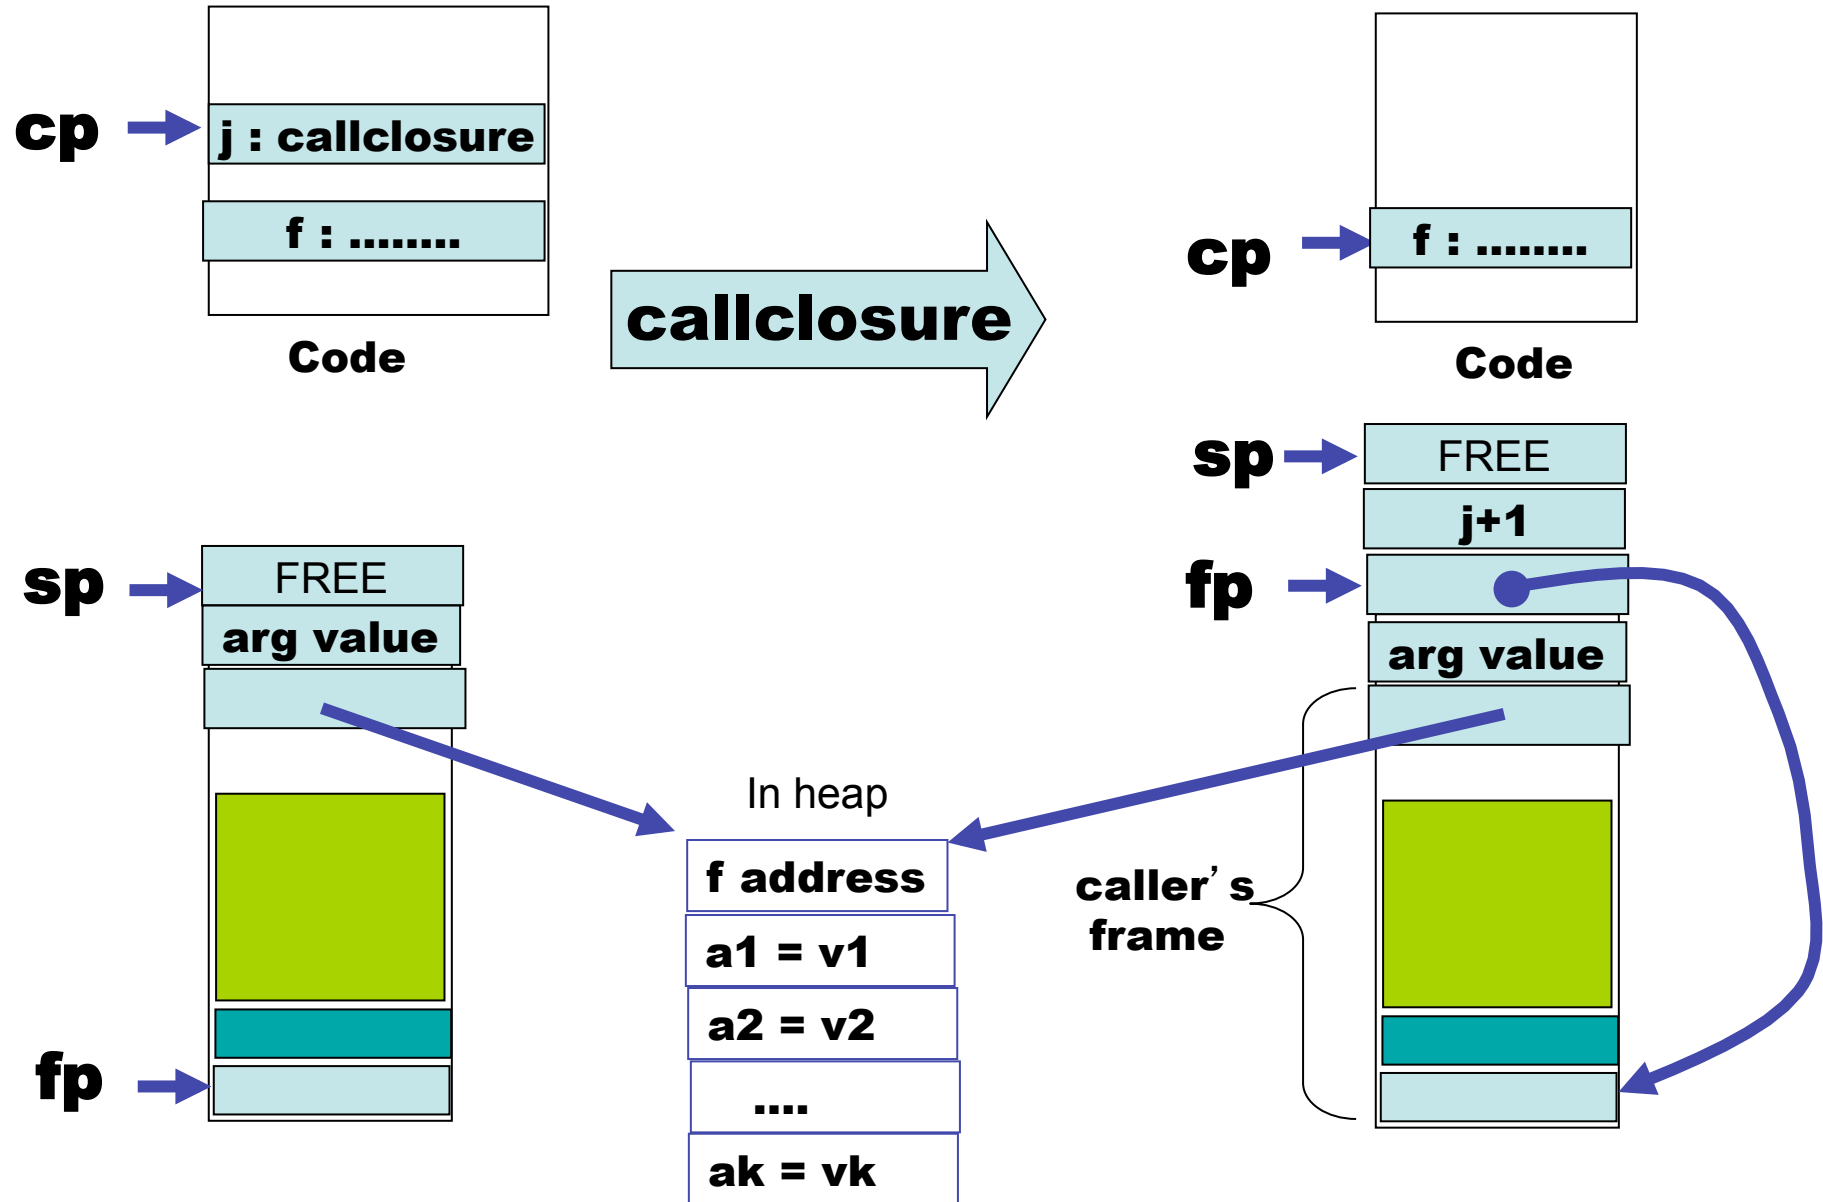 cp
j : callclosure
f : ........
Code
callclosure
cp
f : ........
Code
sp
FREE
arg value
fp
In heap
f address
a1 = v1
a2 = v2
....
ak = vk
sp
FREE
j+1
fp
arg value
caller’s
frame